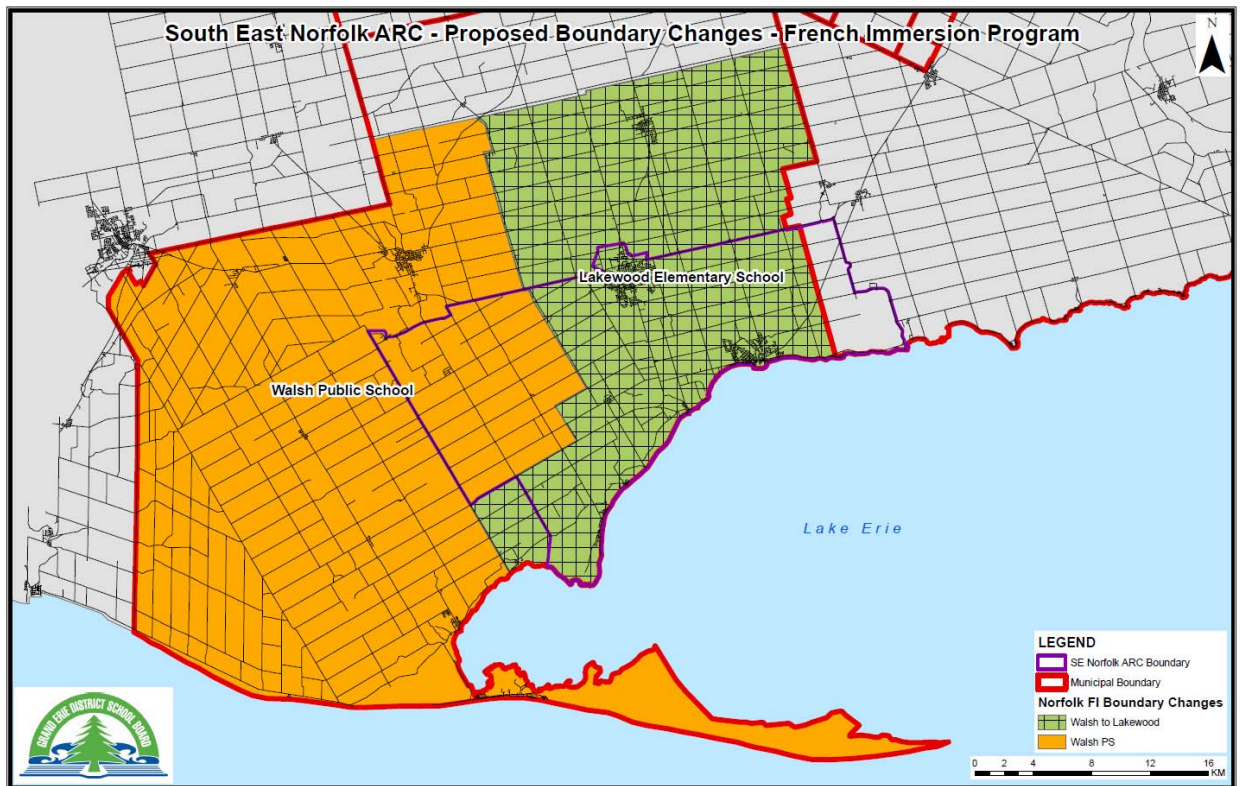 South East Norfolk ARC - Proposed Boundary Changes - French Immersion Program
N
Lakewood Elementary School
Walsh Public School
Lake Erie
LEGEND
SE Norfolk ARC Boundary
Municipal Boundary
Norfolk FI Boundary Changes
Walsh to Lakewood
Walsh PS
0 2 4 8 12 16
KM
GRAND ERIE DISTRICT SCHOOL BOARD